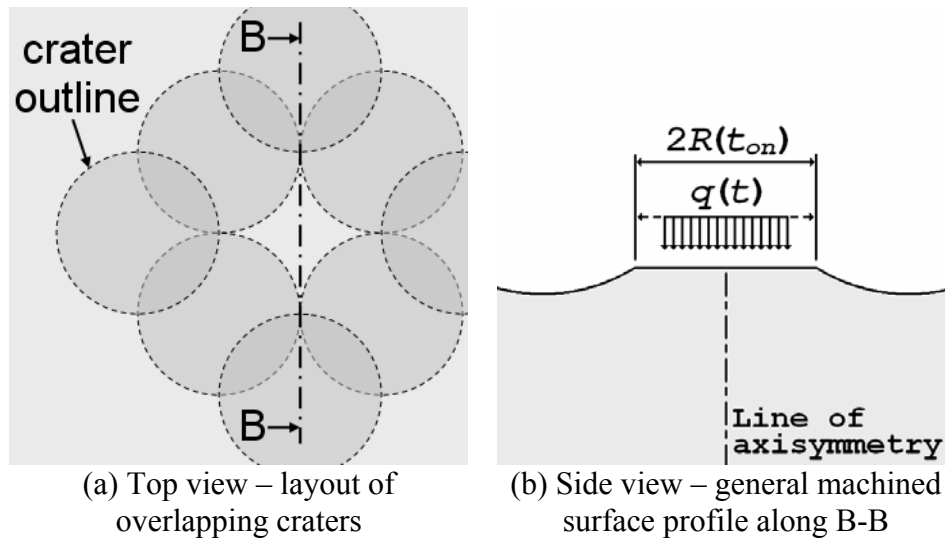 B
crater
outline
B
(a) Top view – layout of
overlapping craters
2R(ton)
q(t)
Line of
axisymmetry
(b) Side view – general machined
surface profile along B-B